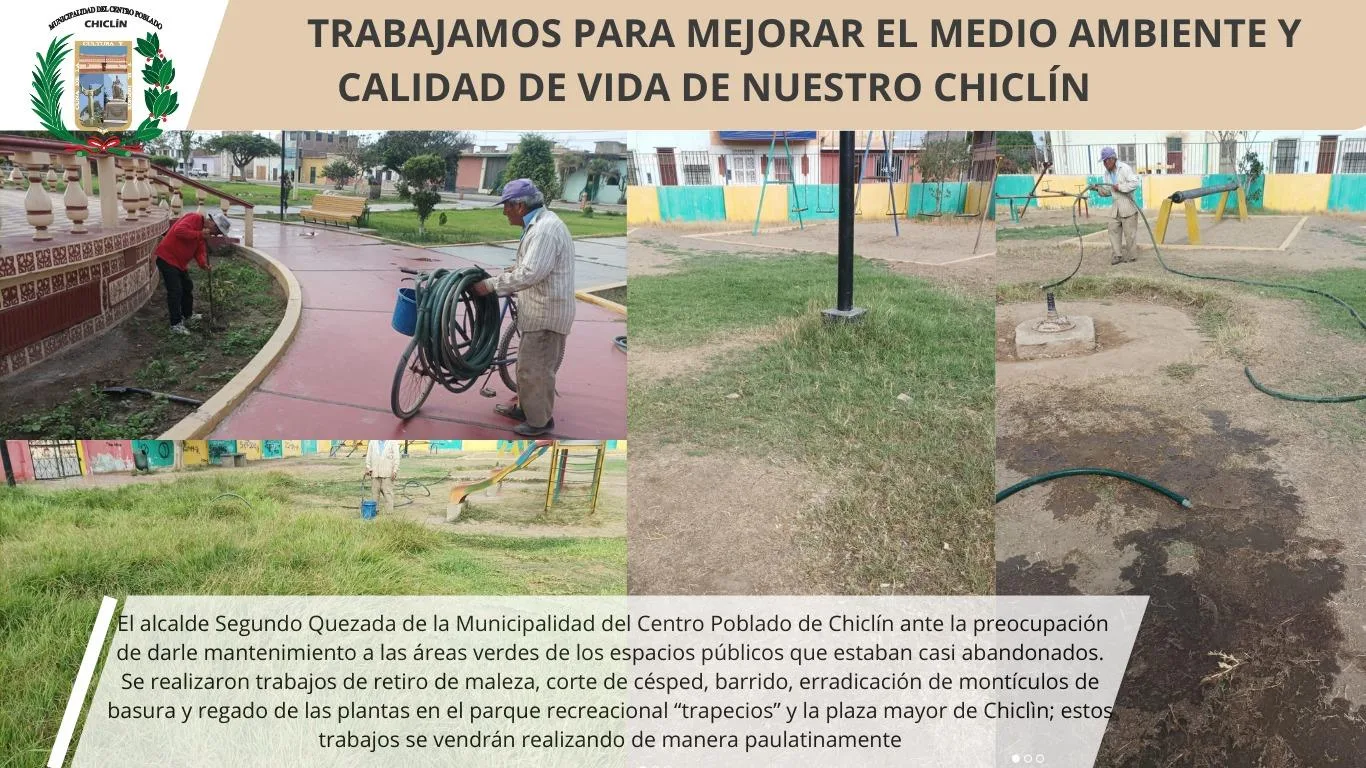 MUNICIPALIDAD DEL CENTRO POBLADO
CHICLÍN
CULTURA Y
TRABAJAMOS PARA MEJORAR EL MEDIO AMBIENTE Y
CALIDAD DE VIDA DE NUESTRO CHICLÍN
El alcalde Segundo Quezada de la Municipalidad del Centro Poblado de Chiclín ante la preocupación
de darle mantenimiento a las áreas verdes de los espacios públicos que estaban casi abandonados.
Se realizaron trabajos de retiro de maleza, corte de césped, barrido, erradicación de montículos de
basura y regado de las plantas en el parque recreacional “trapecios” y la plaza mayor de Chiclìn; estos
trabajos se vendrán realizando de manera paulatinamente